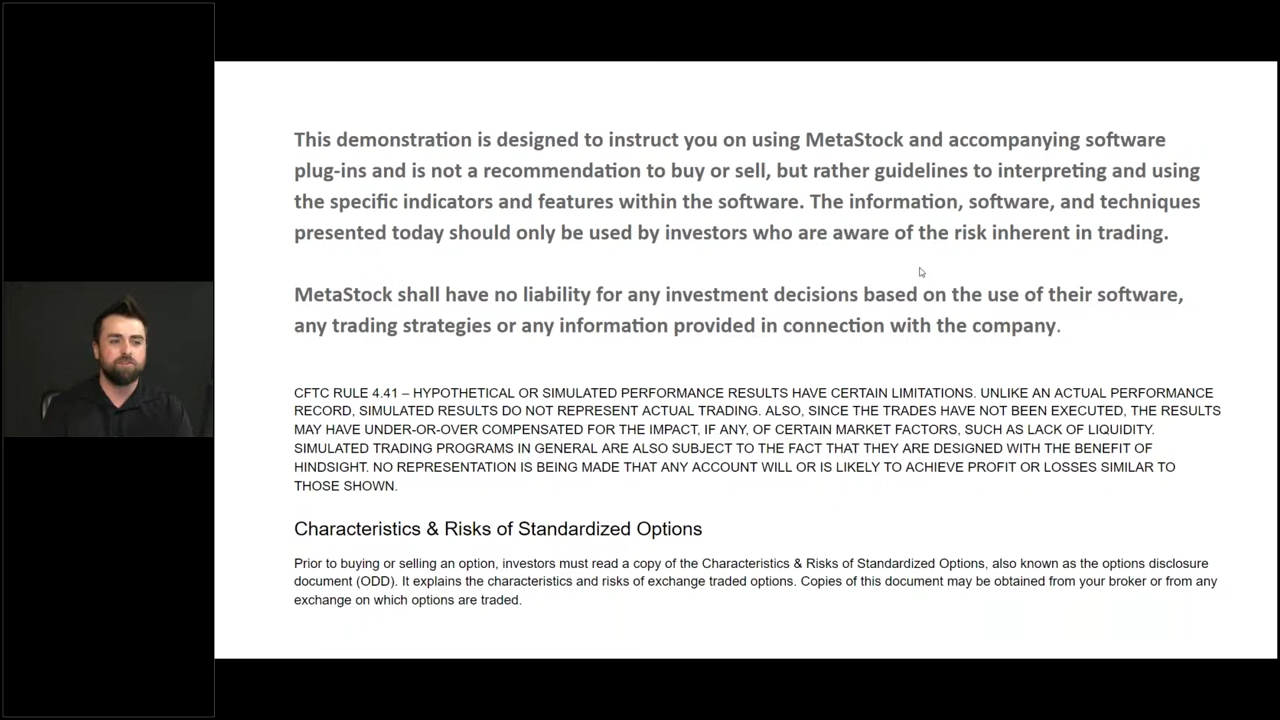 This demonstration is designed to instruct you on using MetaStock and accompanying software
plug-ins and is not a recommendation to buy or sell, but rather guidelines to interpreting and using
the specific indicators and features within the software. The information, software, and techniques
presented today should only be used by investors who are aware of the risk inherent in trading.
MetaStock shall have no liability for any investment decisions based on the use of their software,
any trading strategies or any information provided in connection with the company.
CFTC RULE 4.41 – HYPOTHETICAL OR SIMULATED PERFORMANCE RESULTS HAVE CERTAIN LIMITATIONS. UNLIKE AN ACTUAL PERFORMANCE
RECORD, SIMULATED RESULTS DO NOT REPRESENT ACTUAL TRADING. ALSO, SINCE THE TRADES HAVE NOT BEEN EXECUTED, THE RESULTS
MAY HAVE UNDER-OR-OVER COMPENSATED FOR THE IMPACT, IF ANY, OF CERTAIN MARKET FACTORS, SUCH AS LACK OF LIQUIDITY.
SIMULATED TRADING PROGRAMS IN GENERAL ARE ALSO SUBJECT TO THE FACT THAT THEY ARE DESIGNED WITH THE BENEFIT OF
HINDSIGHT. NO REPRESENTATION IS BEING MADE THAT ANY ACCOUNT WILL OR IS LIKELY TO ACHIEVE PROFIT OR LOSSES SIMILAR TO
THOSE SHOWN.
Characteristics & Risks of Standardized Options
Prior to buying or selling an option, investors must read a copy of the Characteristics & Risks of Standardized Options, also known as the options disclosure
document (ODD). It explains the characteristics and risks of exchange traded options. Copies of this document may be obtained from your broker or from any
exchange on which options are traded.